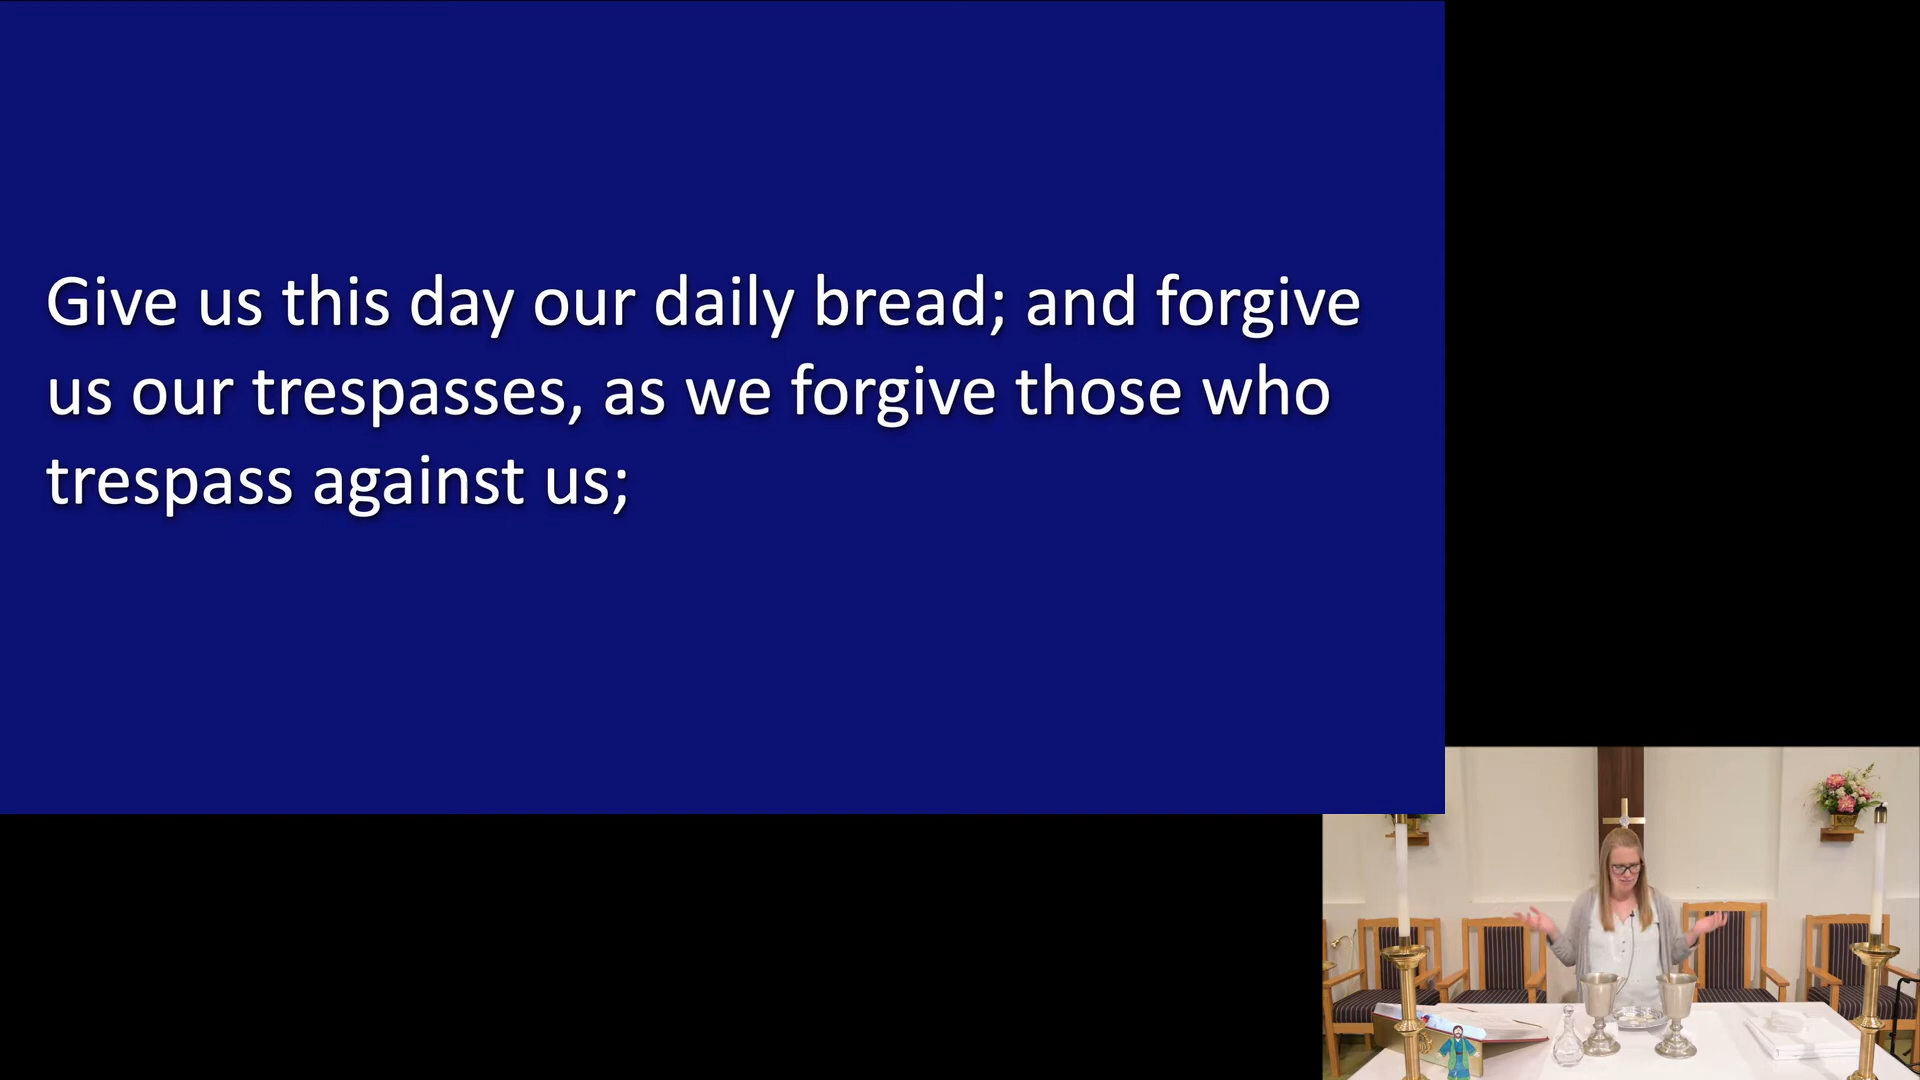 Give us this day our daily bread; and forgive
us our trespasses, as we forgive those who
trespass against us;